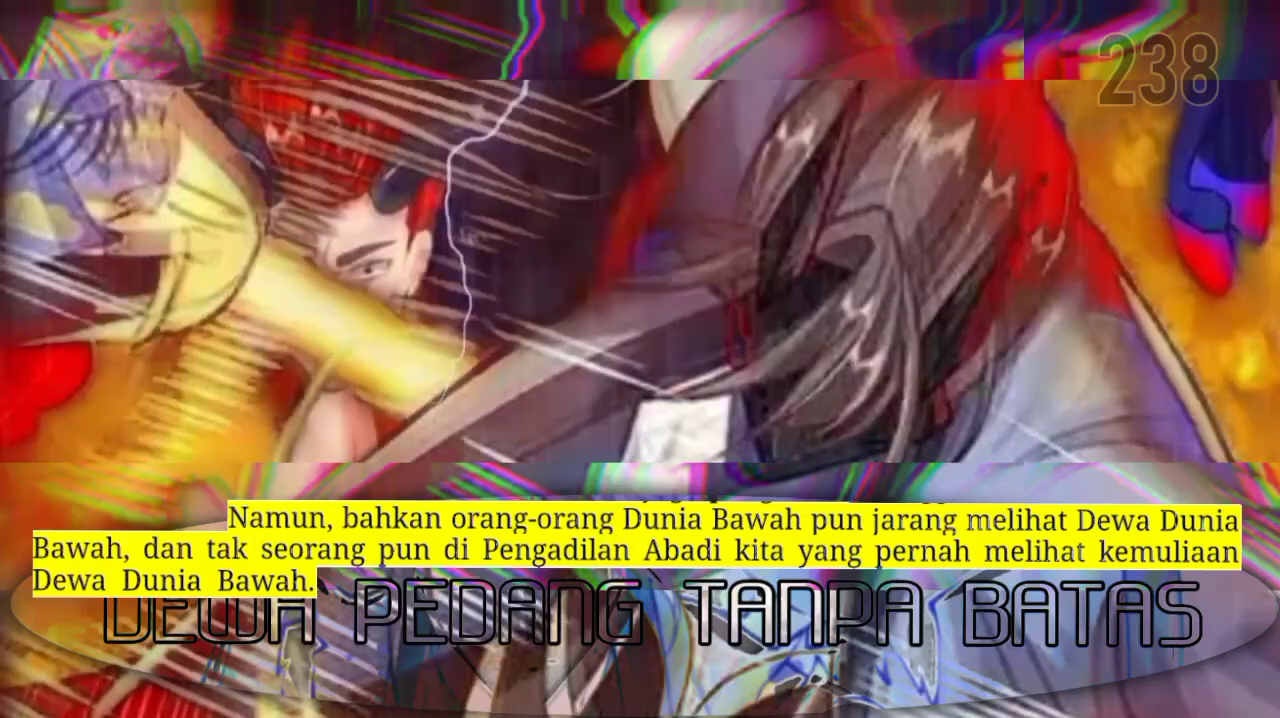 238
Namun, bahkan orang-orang Dunia Bawah pun jarang melihat Dewa Dunia
Bawah, dan tak seorang pun di Pengadilan Abadi kita yang pernah melihat kemuliaan
Dewa Dunia Bawah.
DEWA PEDANG TANPA BATAS